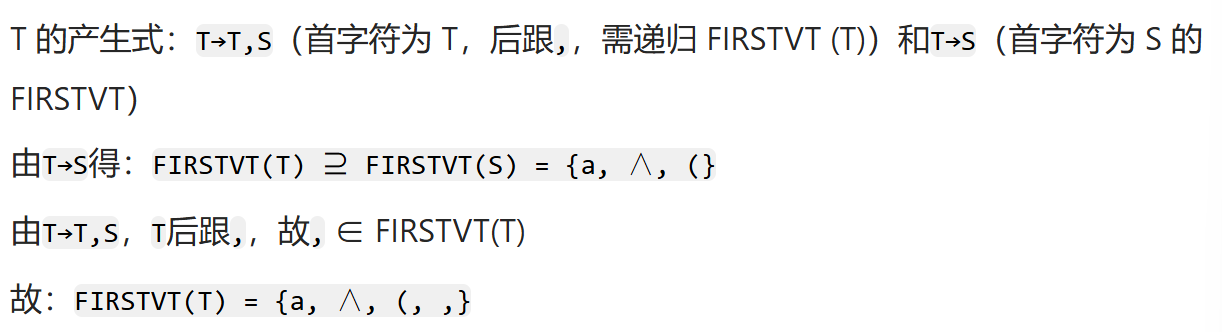 T 的产生式：T→T,S（首字符为 T，后跟,，需递归 FIRSTVT (T)）和T→S（首字符为 S 的
FIRSTVT）
由T→S得：FIRSTVT(T) ⊇ FIRSTVT(S) = {a, ∧, (}
由T→T,S，T后跟,，故, ∈ FIRSTVT(T)
故：FIRSTVT(T) = {a, ∧, (, ,}